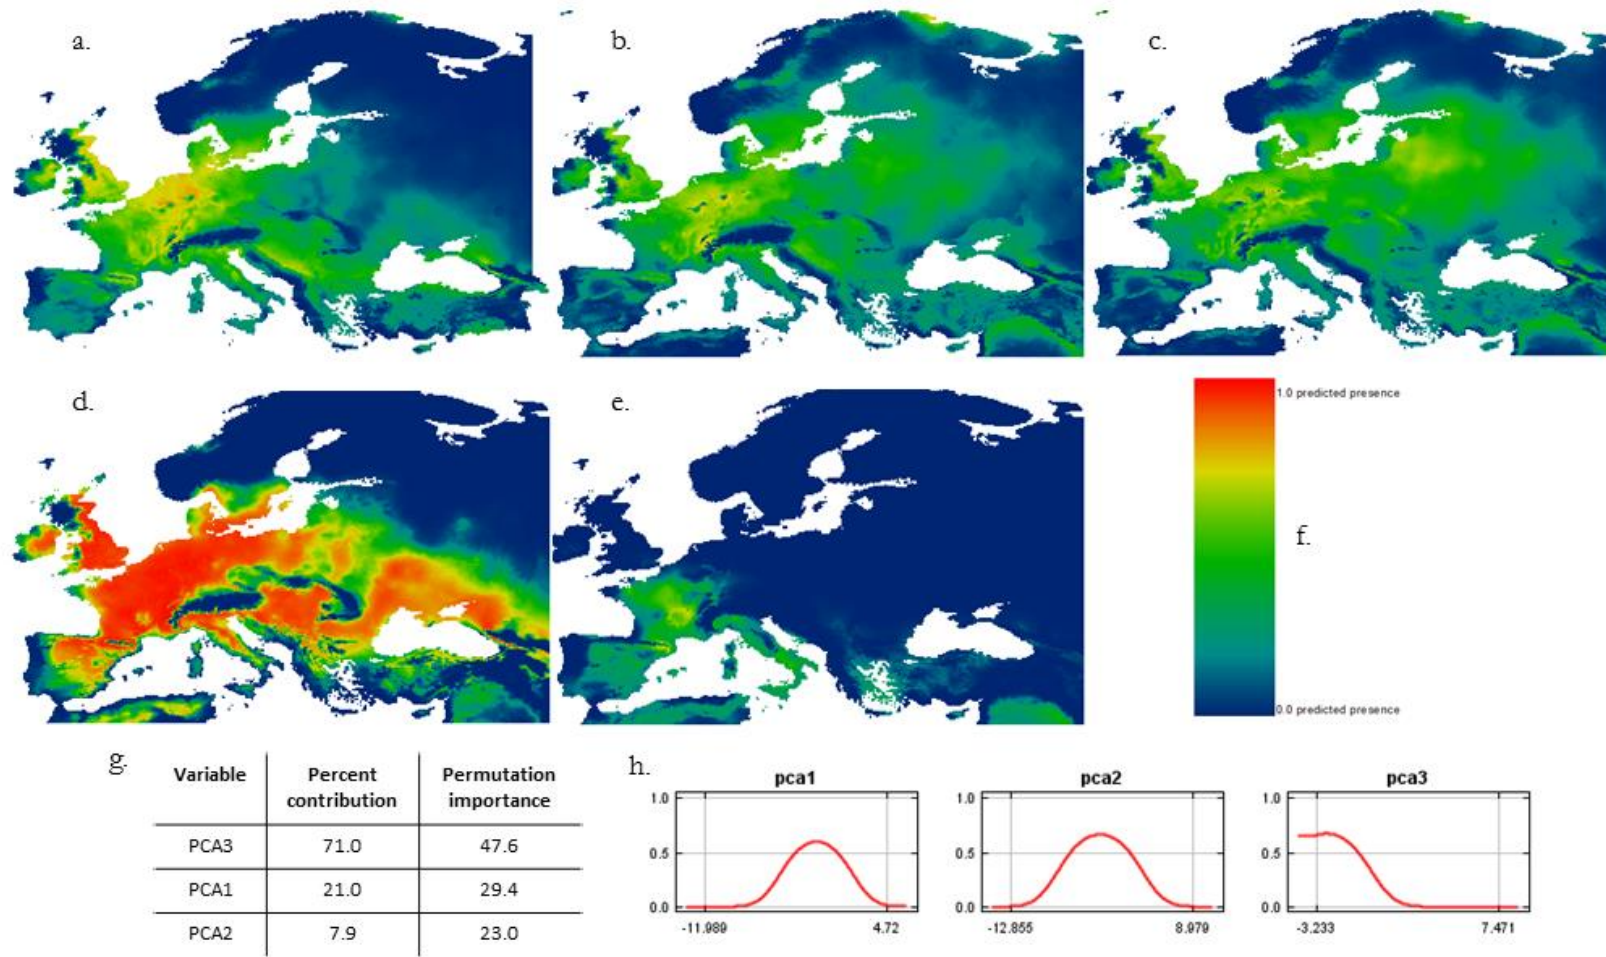 a.
b.
c.
d.
e.
1.0 predicted presence
f.
0.0 predicted presence
g.
Variable Percent contribution Permutation importance
PCA3 71.0 47.6
PCA1 21.0 29.4
PCA2 7.9 23.0
h.
pca1
1.0
0.5
0.0
-11.989 4.72
pca2
1.0
0.5
0.0
-12.855 8.979
pca3
1.0
0.5
0.0
-3.233 7.471